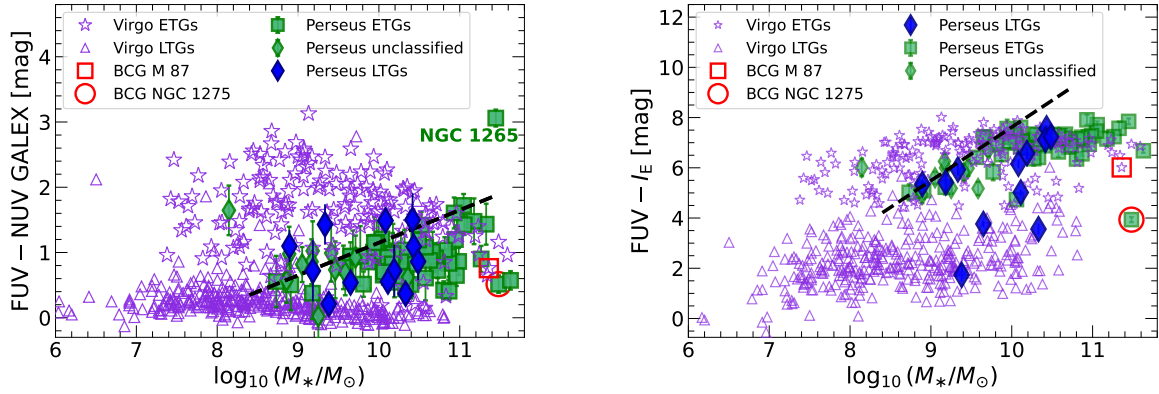 Virgo ETGs
Virgo LTGs
BCG M 87
BCG NGC 1275
Perseus ETGs
Perseus unclassified
Perseus LTGs
NGC 1265
FUV − NUV GALEX [mag]
4
3
2
1
0
6 7 8 9 10 11
log₁₀ (M∗/M⊙)
Virgo ETGs
Virgo LTGs
BCG M 87
BCG NGC 1275
Perseus LTGs
Perseus ETGs
Perseus unclassified
FUV − I_E [mag]
12
10
8
6
4
2
0
6 7 8 9 10 11
log₁₀ (M∗/M⊙)